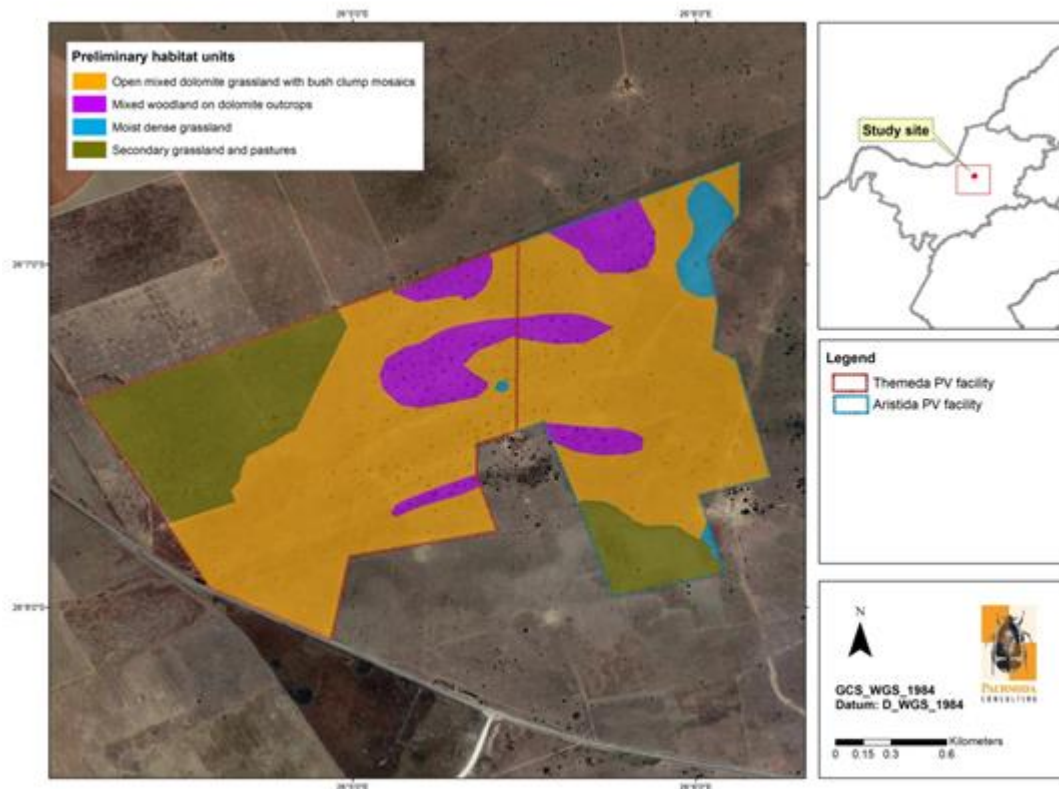 Preliminary habitat units
Open mixed dolomite grassland with bush clump mosaics
Mixed woodland on dolomite outcrops
Moist dense grassland
Secondary grassland and pastures
Study site
Legend
Themeda PV facility
Aristida PV facility
N
GCS_WGS_1984
Datum: D_WGS_1984
Kilometers
0 0.15 0.3 0.6
CONSULTING